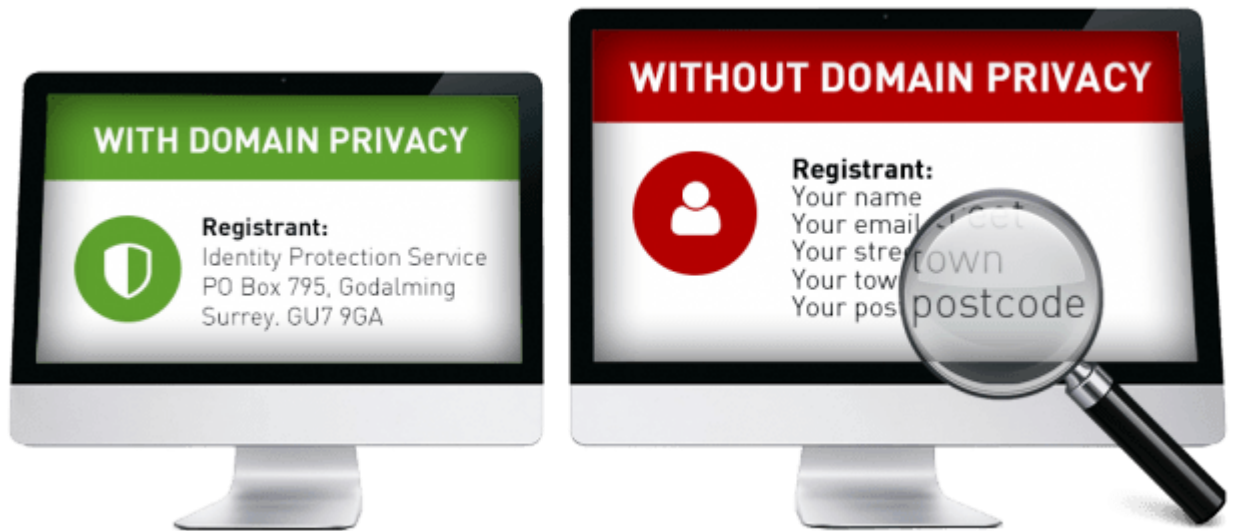 WITH DOMAIN PRIVACY
Registrant:
Identity Protection Service
PO Box 795, Godalming
Surrey. GU7 9GA
WITHOUT DOMAIN PRIVACY
Registrant:
Your name
Your email
Your stre
Your tow
Your pos
town
postcode